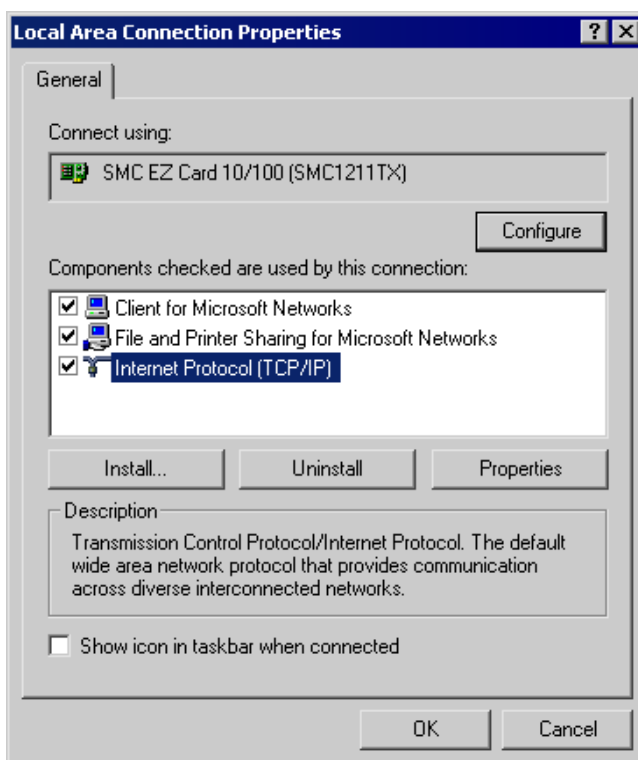 Local Area Connection Properties
General
Connect using:
SMC EZ Card 10/100 (SMC1211TX)
Configure
Components checked are used by this connection:
Client for Microsoft Networks
File and Printer Sharing for Microsoft Networks
Internet Protocol (TCP/IP)
Install...
Uninstall
Properties
Description
Transmission Control Protocol/Internet Protocol. The default
wide area network protocol that provides communication
across diverse interconnected networks.
Show icon in taskbar when connected
OK
Cancel